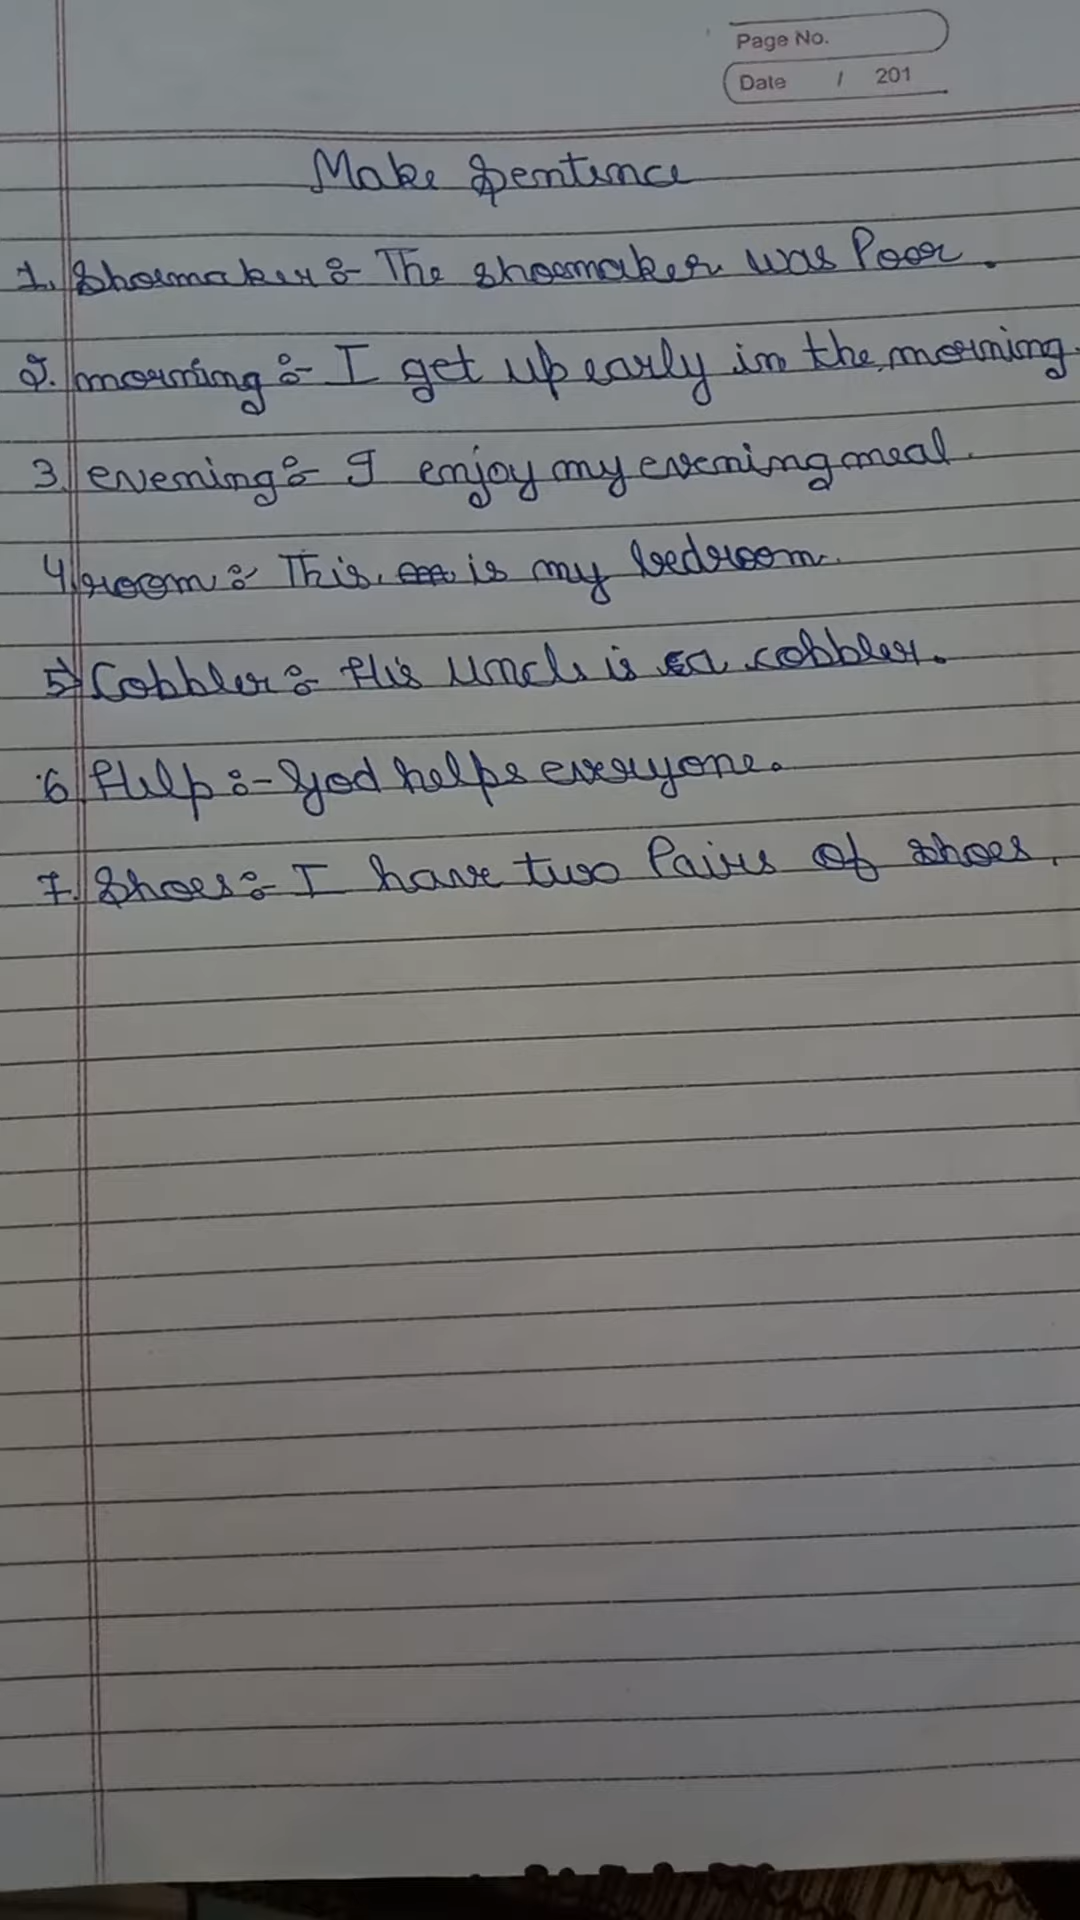 Page No.
Date / 201
Make Sentence
1. Shoemaker :- The shoemaker was Poor.
2. morning :- I get up early in the morning.
3. evening :- I enjoy my evening meal.
4. room :- This is my bedroom.
5) Cobbler :- His Uncle is a cobbler.
6. Help :- God helps everyone.
7. Shoes :- I have two Pairs of shoes.